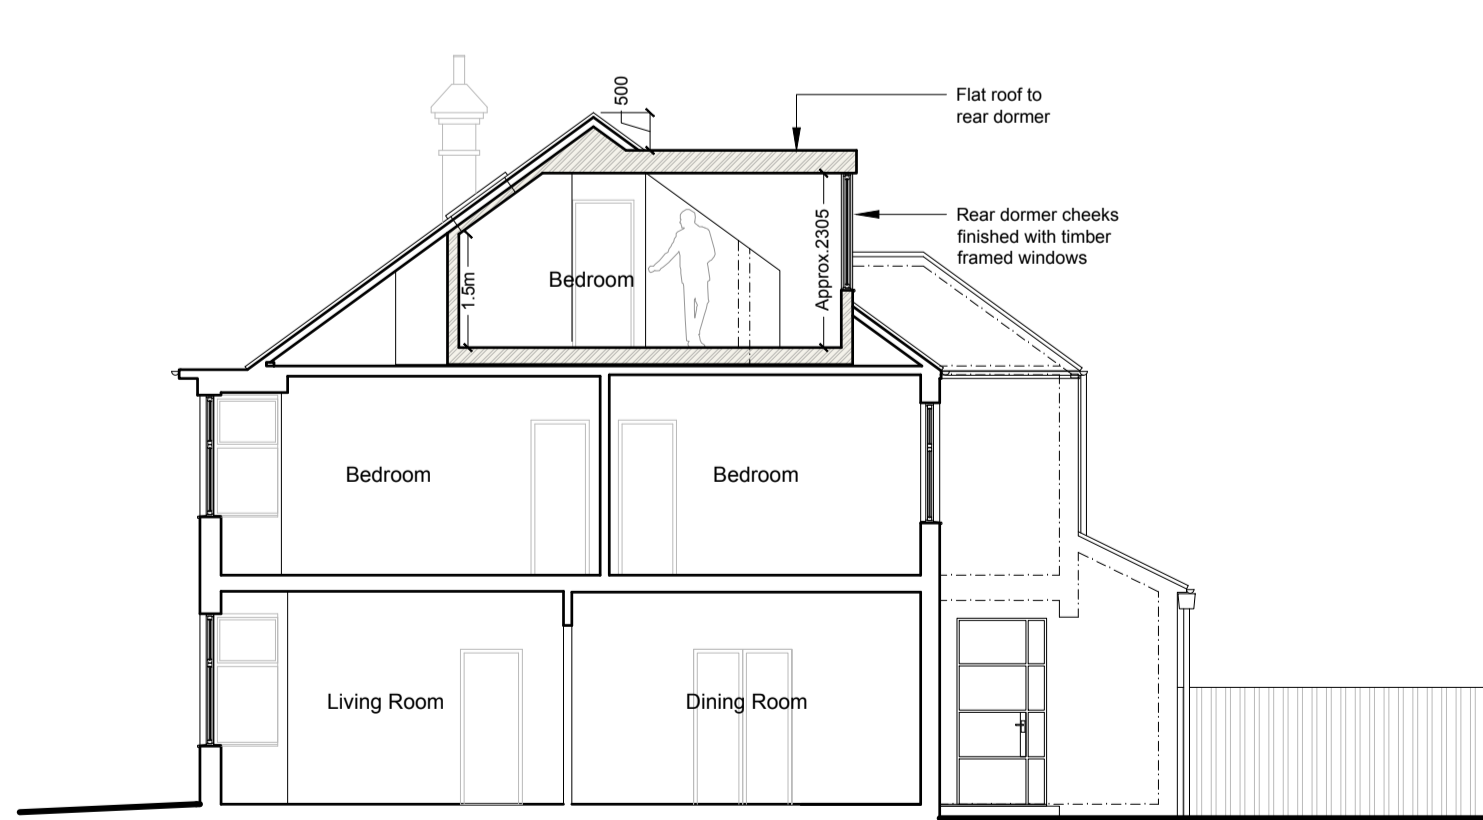 500
Flat roof to
rear dormer
Rear dormer cheeks
finished with timber
framed windows
Approx.2305
1.5m
Bedroom
Bedroom
Bedroom
Living Room
Dining Room